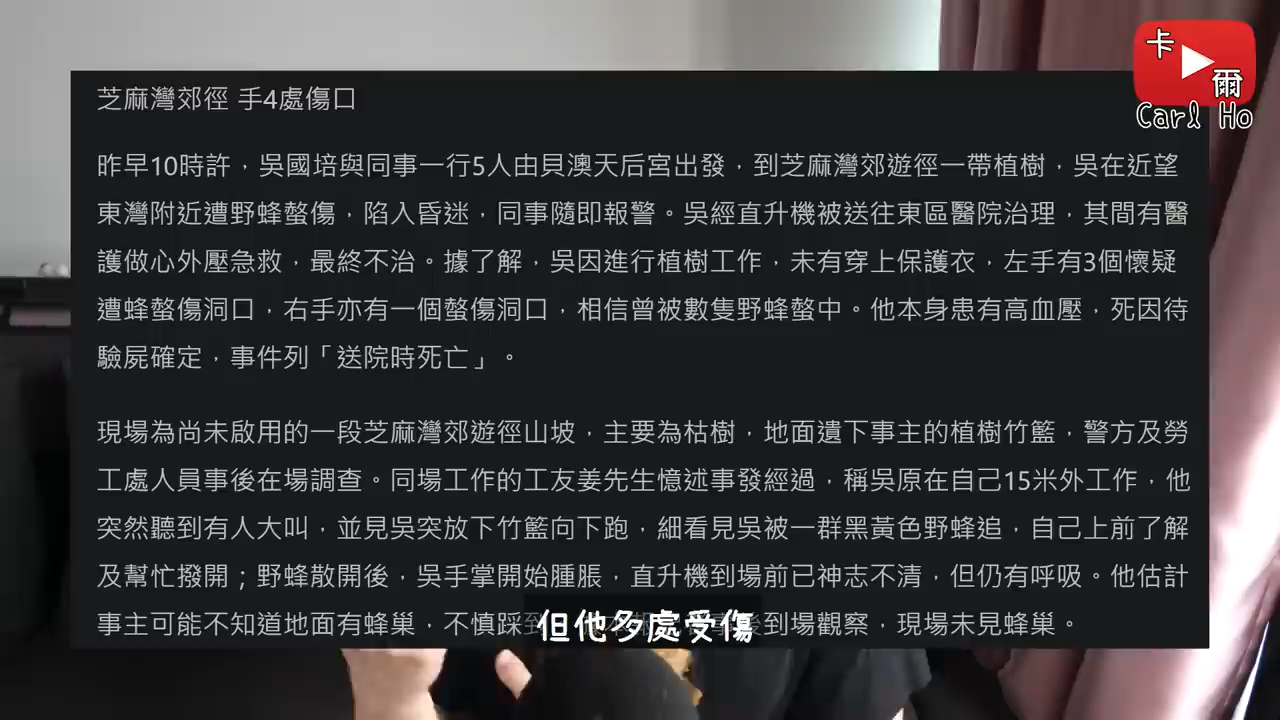 卡
爾
Carl Ho
芝麻灣郊徑 手4處傷口
昨早10時許，吳國培與同事一行5人由貝澳天后宮出發，到芝麻灣郊遊徑一帶植樹，吳在近望
東灣附近遭野蜂螫傷，陷入昏迷，同事隨即報警。吳經直升機被送往東區醫院治理，其間有醫
護做心外壓急救，最終不治。據了解，吳因進行植樹工作，未有穿上保護衣，左手有3個懷疑
遭蜂螫傷洞口，右手亦有一個螫傷洞口，相信曾被數隻野蜂螫中。他本身患有高血壓，死因待
驗屍確定，事件列「送院時死亡」。
現場為尚未啟用的一段芝麻灣郊遊徑山坡，主要為枯樹，地面遺下事主的植樹竹籃，警方及勞
工處人員事後在場調查。同場工作的工友姜先生憶述事發經過，稱吳原在自己15米外工作，他
突然聽到有人大叫，並見吳突放下竹籃向下跑，細看見吳被一群黑黃色野蜂追，自己上前了解
及幫忙撥開；野蜂散開後，吳手掌開始腫脹，直升機到場前已神志不清，但仍有呼吸。他估計
事主可能不知道地面有蜂巢，不慎踩到後到場觀察，現場未見蜂巢。
但他多處受傷